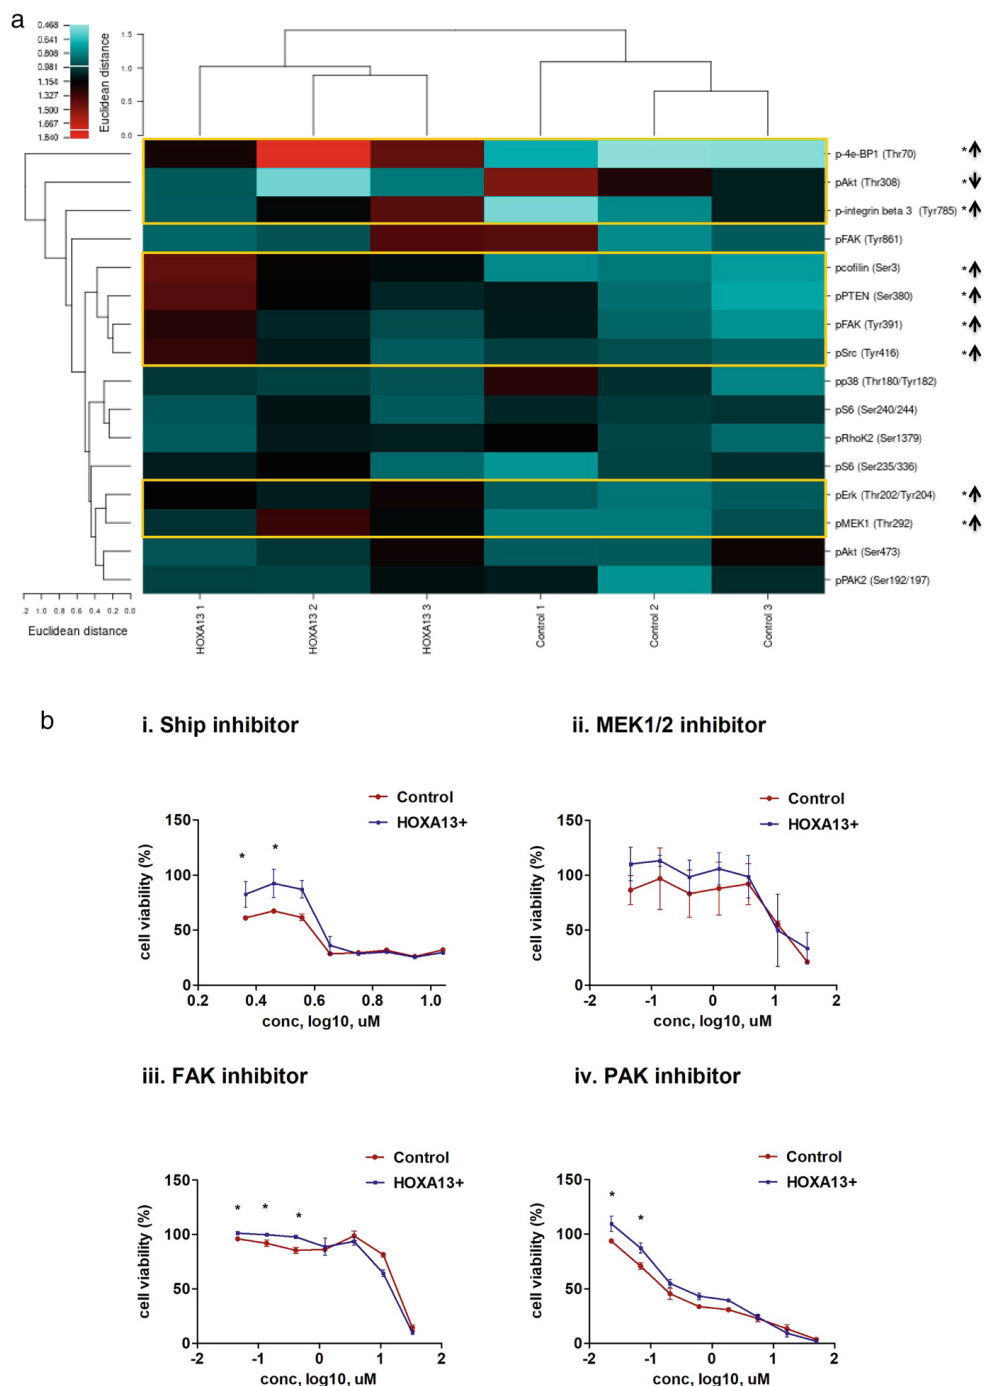 a
0.468
0.641
0.808
0.981
1.154
1.327
1.500
1.667
1.840
Euclidean distance
1.5
1.0
0.5
0.0
p-4e-BP1 (Thr70) *
pAkt (Thr308) *
p-integrin beta 3 (Tyr785) *
pFAK (Tyr861)
pcofilin (Ser3) *
pPTEN (Ser380) *
pFAK (Tyr391) *
pSrc (Tyr416) *
pp38 (Thr180/Tyr182)
pS6 (Ser240/244)
pRhoK2 (Ser1379)
pS6 (Ser235/336)
pErk (Thr202/Tyr204) *
pMEK1 (Thr292) *
pAkt (Ser473)
pPAK2 (Ser192/197)
.2 1.0 0.8 0.6 0.4 0.2 0.0
Euclidean distance
HOXA13 1
HOXA13 2
HOXA13 3
Control 1
Control 2
Control 3
b
i. Ship inhibitor
Control
HOXA13+
150
100
50
0
cell viability (%)
* *
0.2 0.4 0.6 0.8 1.0
conc, log10, uM
ii. MEK1/2 inhibitor
Control
HOXA13+
150
100
50
0
cell viability (%)
-2 -1 0 1 2
conc, log10, uM
iii. FAK inhibitor
Control
HOXA13+
150
100
50
0
cell viability (%)
* * *
-2 -1 0 1 2
conc, log10, uM
iv. PAK inhibitor
Control
HOXA13+
150
100
50
0
cell viability (%)
* *
-2 -1 0 1 2
conc, log10, uM